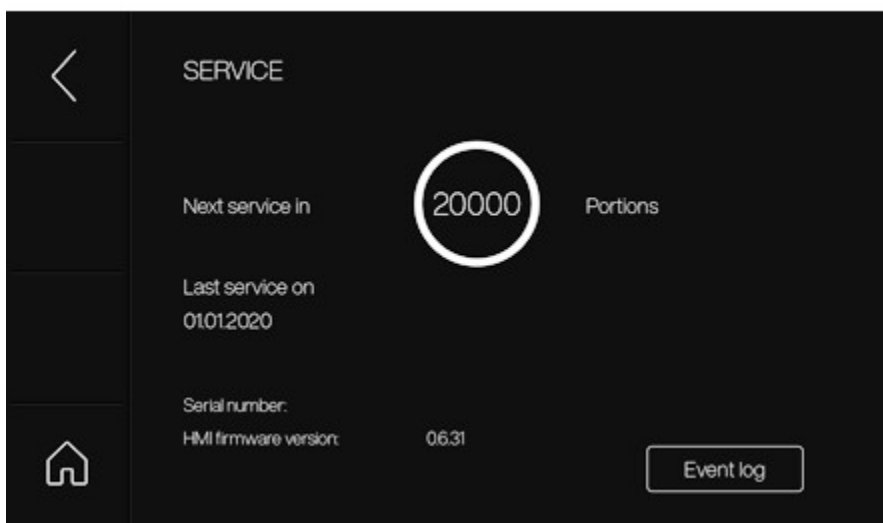 SERVICE
Next service in 20000 Portions
Last service on
01.01.2020
Serial number:
HMI firmware version: 0.6.31
Event log